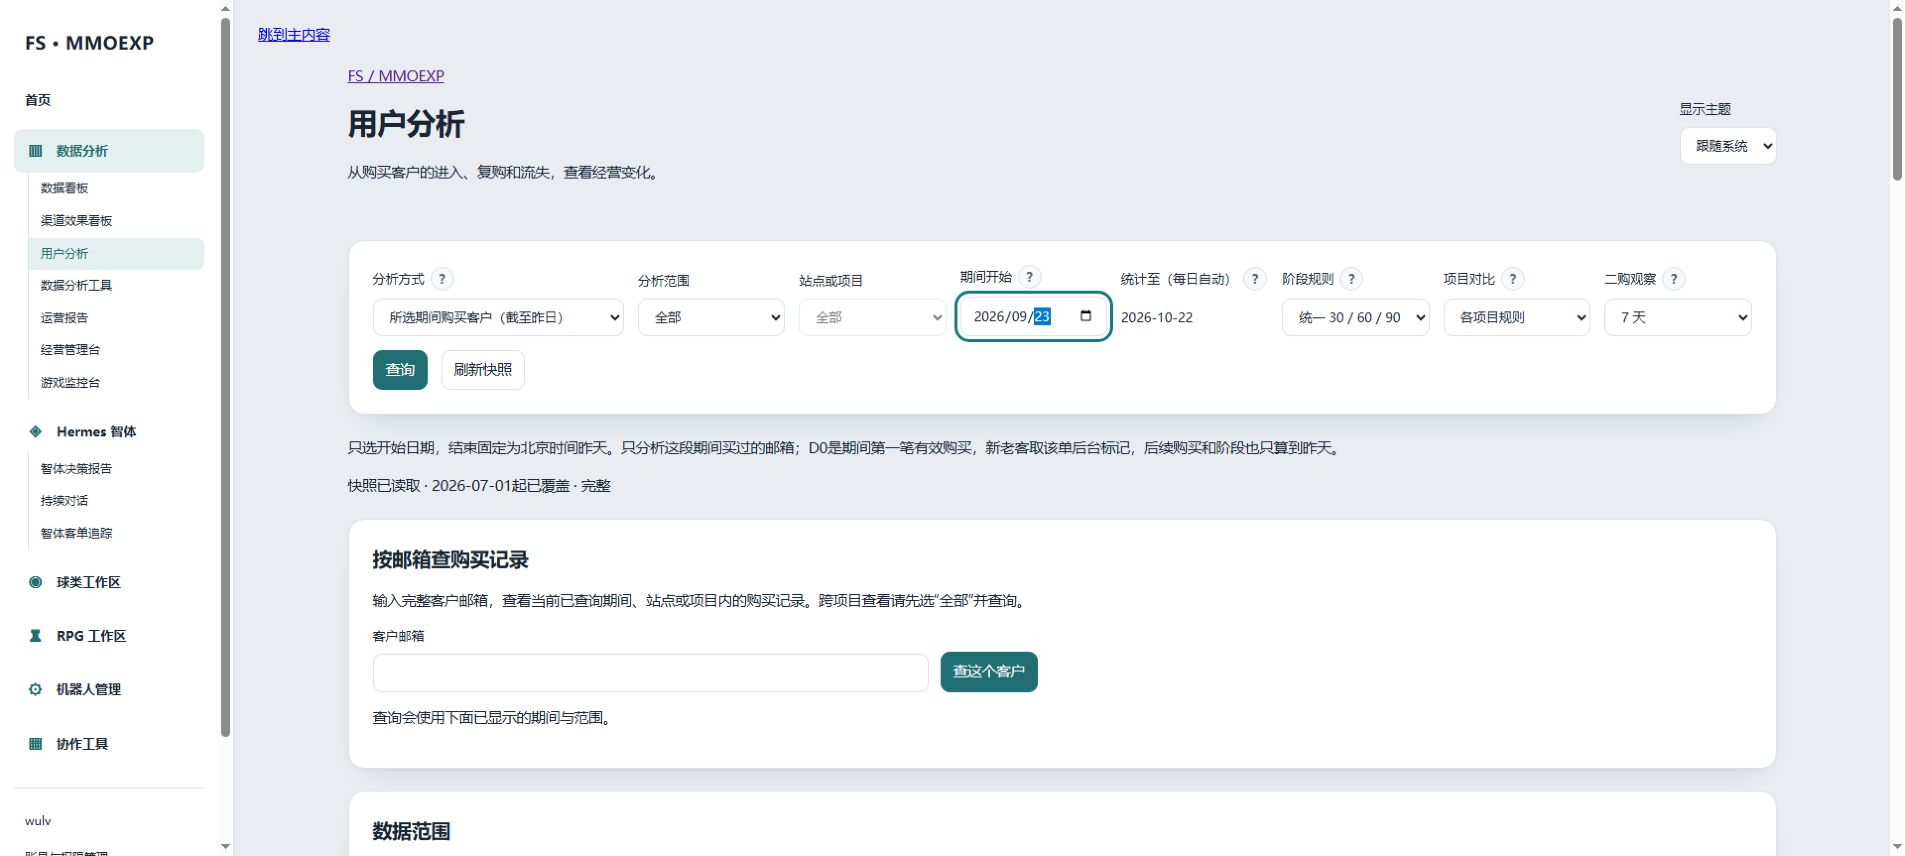 FS • MMOEXP
首页
数据分析
数据看板
渠道效果看板
用户分析
数据分析工具
运营报告
经营管理台
游戏监控台
Hermes 智体
智体决策报告
持续对话
智体客单追踪
球类工作区
RPG 工作区
机器人管理
协作工具
wulv
跳到主内容
FS / MMOEXP
用户分析
从购买客户的进入、复购和流失，查看经营变化。
显示主题
跟随系统
分析方式 ?
所选期间购买客户（截至昨日）
分析范围
全部
站点或项目
全部
期间开始 ?
2026/09/23
统计至（每日自动） ?
2026-10-22
阶段规则 ?
统一 30 / 60 / 90
项目对比 ?
各项目规则
二购观察 ?
7 天
查询
刷新快照
只选开始日期，结束固定为北京时间昨天。只分析这段期间买过的邮箱；D0是期间第一笔有效购买，新老客取该单后台标记，后续购买和阶段也只算到昨天。
快照已读取 · 2026-07-01起已覆盖 · 完整
按邮箱查购买记录
输入完整客户邮箱，查看当前已查询期间、站点或项目内的购买记录。跨项目查看请先选“全部”并查询。
客户邮箱
查这个客户
查询会使用下面已显示的期间与范围。
数据范围